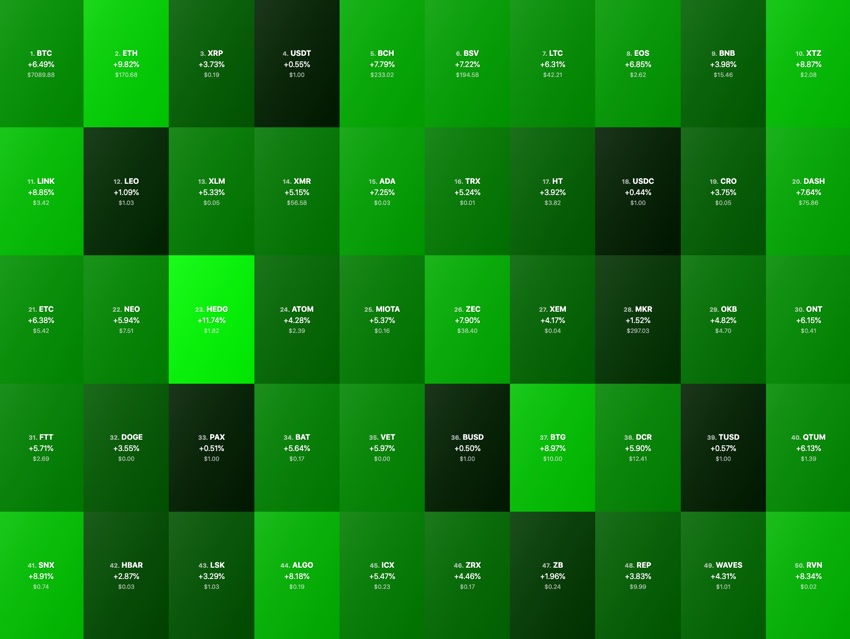 1. BTC
+6.49%
$7089.88
2. ETH
+9.82%
$170.68
3. XRP
+3.73%
$0.19
4. USDT
+0.55%
$1.00
5. BCH
+7.79%
$233.02
6. BSV
+7.22%
$194.58
7. LTC
+6.31%
$42.21
8. EOS
+6.85%
$2.62
9. BNB
+3.98%
$15.46
10. XTZ
+8.87%
$2.08
11. LINK
+8.85%
$3.42
12. LEO
+1.09%
$1.03
13. XLM
+5.33%
$0.05
14. XMR
+5.15%
$56.58
15. ADA
+7.25%
$0.03
16. TRX
+5.24%
$0.01
17. HT
+3.92%
$3.82
18. USDC
+0.44%
$1.00
19. CRO
+3.75%
$0.05
20. DASH
+7.64%
$75.86
21. ETC
+6.38%
$5.42
22. NEO
+5.94%
$7.51
23. HEDG
+11.74%
$1.82
24. ATOM
+4.28%
$2.39
25. MIOTA
+5.37%
$0.16
26. ZEC
+7.90%
$38.40
27. XEM
+4.17%
$0.04
28. MKR
+1.52%
$297.03
29. OKB
+4.82%
$4.70
30. ONT
+6.15%
$0.41
31. FTT
+5.71%
$2.69
32. DOGE
+3.55%
$0.00
33. PAX
+0.51%
$1.00
34. BAT
+5.64%
$0.17
35. VET
+5.97%
$0.00
36. BUSD
+0.50%
$1.00
37. BTG
+8.97%
$10.00
38. DCR
+5.90%
$12.41
39. TUSD
+0.57%
$1.00
40. QTUM
+6.13%
$1.39
41. SNX
+8.91%
$0.74
42. HBAR
+2.87%
$0.03
43. LSK
+3.29%
$1.03
44. ALGO
+8.18%
$0.19
45. ICX
+5.47%
$0.23
46. ZRX
+4.46%
$0.17
47. ZB
+1.96%
$0.24
48. REP
+3.83%
$9.99
49. WAVES
+4.31%
$1.01
50. RVN
+8.34%
$0.02